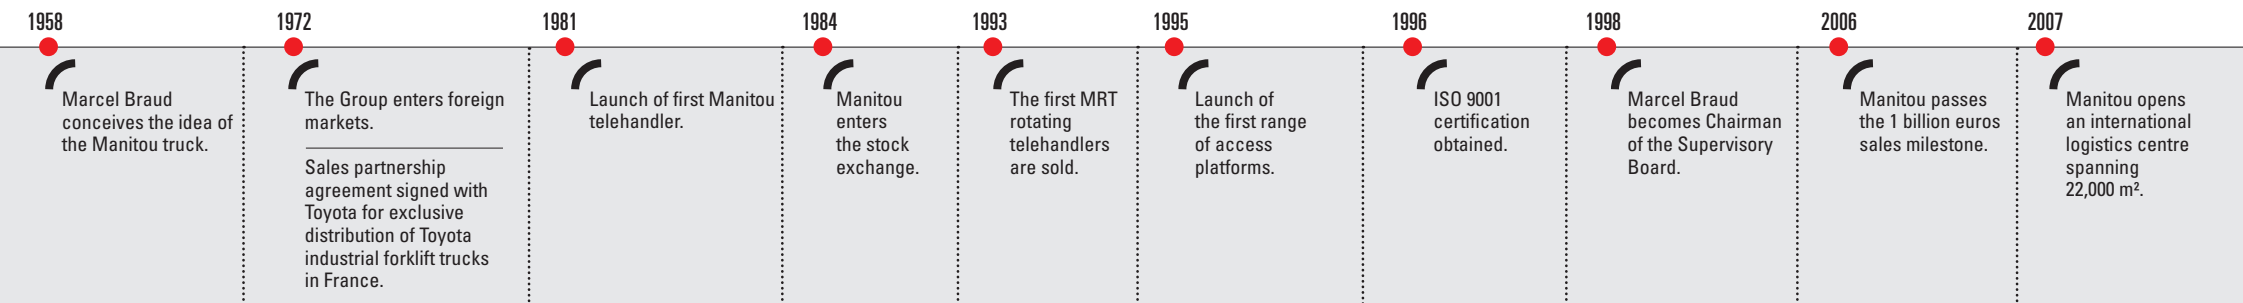 1958
Marcel Braud
conceives the idea of
the Manitou truck.
1972
The Group enters foreign
markets.
Sales partnership
agreement signed with
Toyota for exclusive
distribution of Toyota
industrial forklift trucks
in France.
1981
Launch of first Manitou
telehandler.
1984
Manitou
enters
the stock
exchange.
1993
The first MRT
rotating
telehandlers
are sold.
1995
Launch of
the first range
of access
platforms.
1996
ISO 9001
certification
obtained.
1998
Marcel Braud
becomes Chairman
of the Supervisory
Board.
2006
Manitou passes
the 1 billion euros
sales milestone.
2007
Manitou opens
an international
logistics centre
spanning
22,000 m².